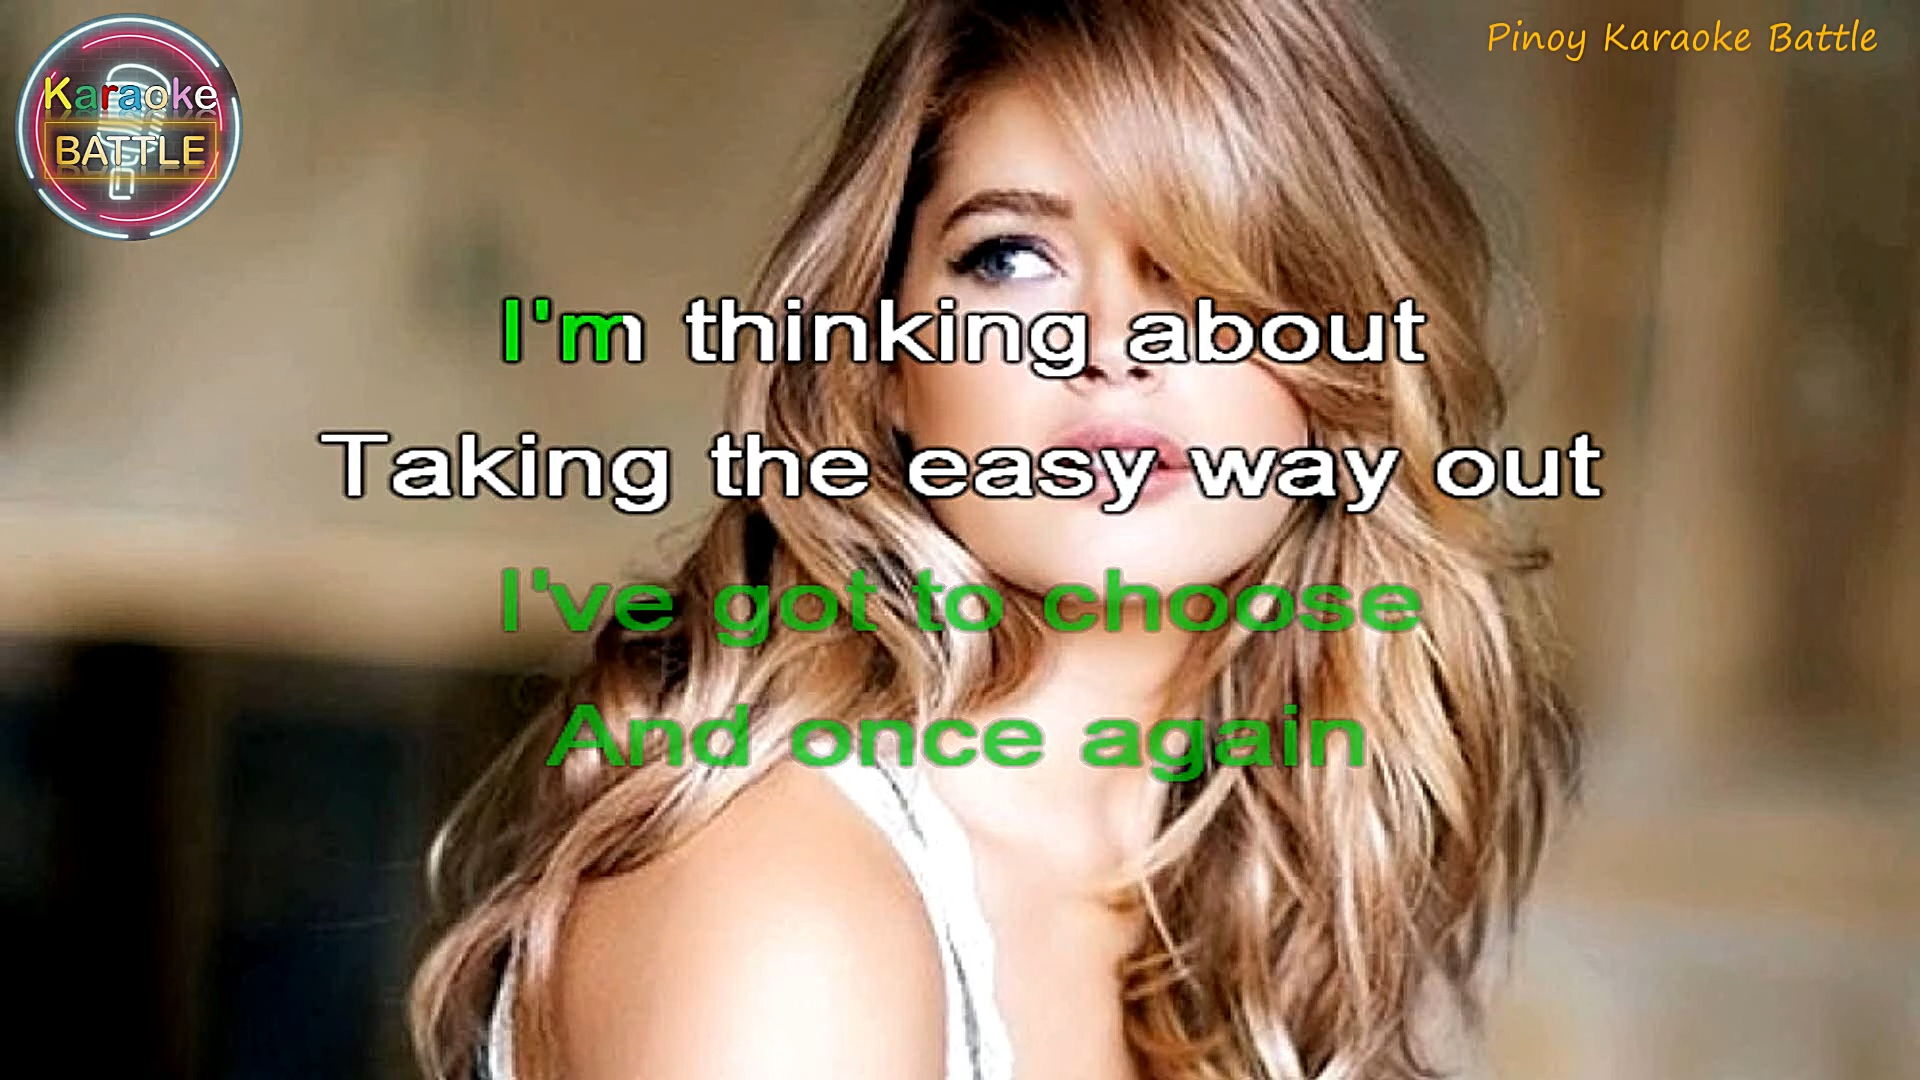 Karaoke
BATTLE
Pinoy Karaoke Battle
I'm thinking about
Taking the easy way out
I've got to choose
And once again